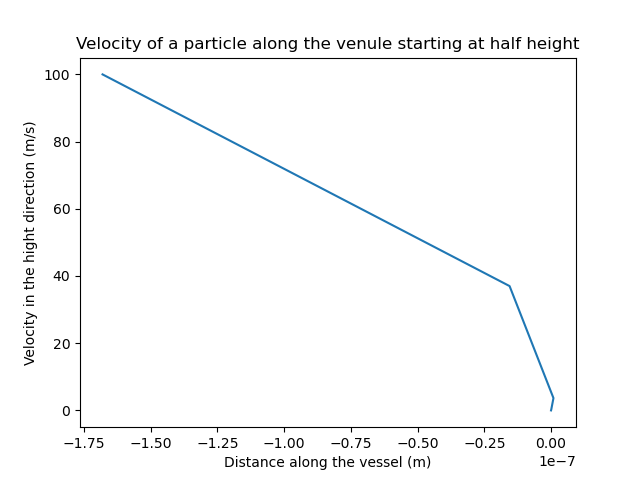 Velocity of a particle along the venule starting at half height
Velocity in the hight direction (m/s)
100
80
60
40
20
0
−1.75 −1.50 −1.25 −1.00 −0.75 −0.50 −0.25 0.00
1e−7
Distance along the vessel (m)